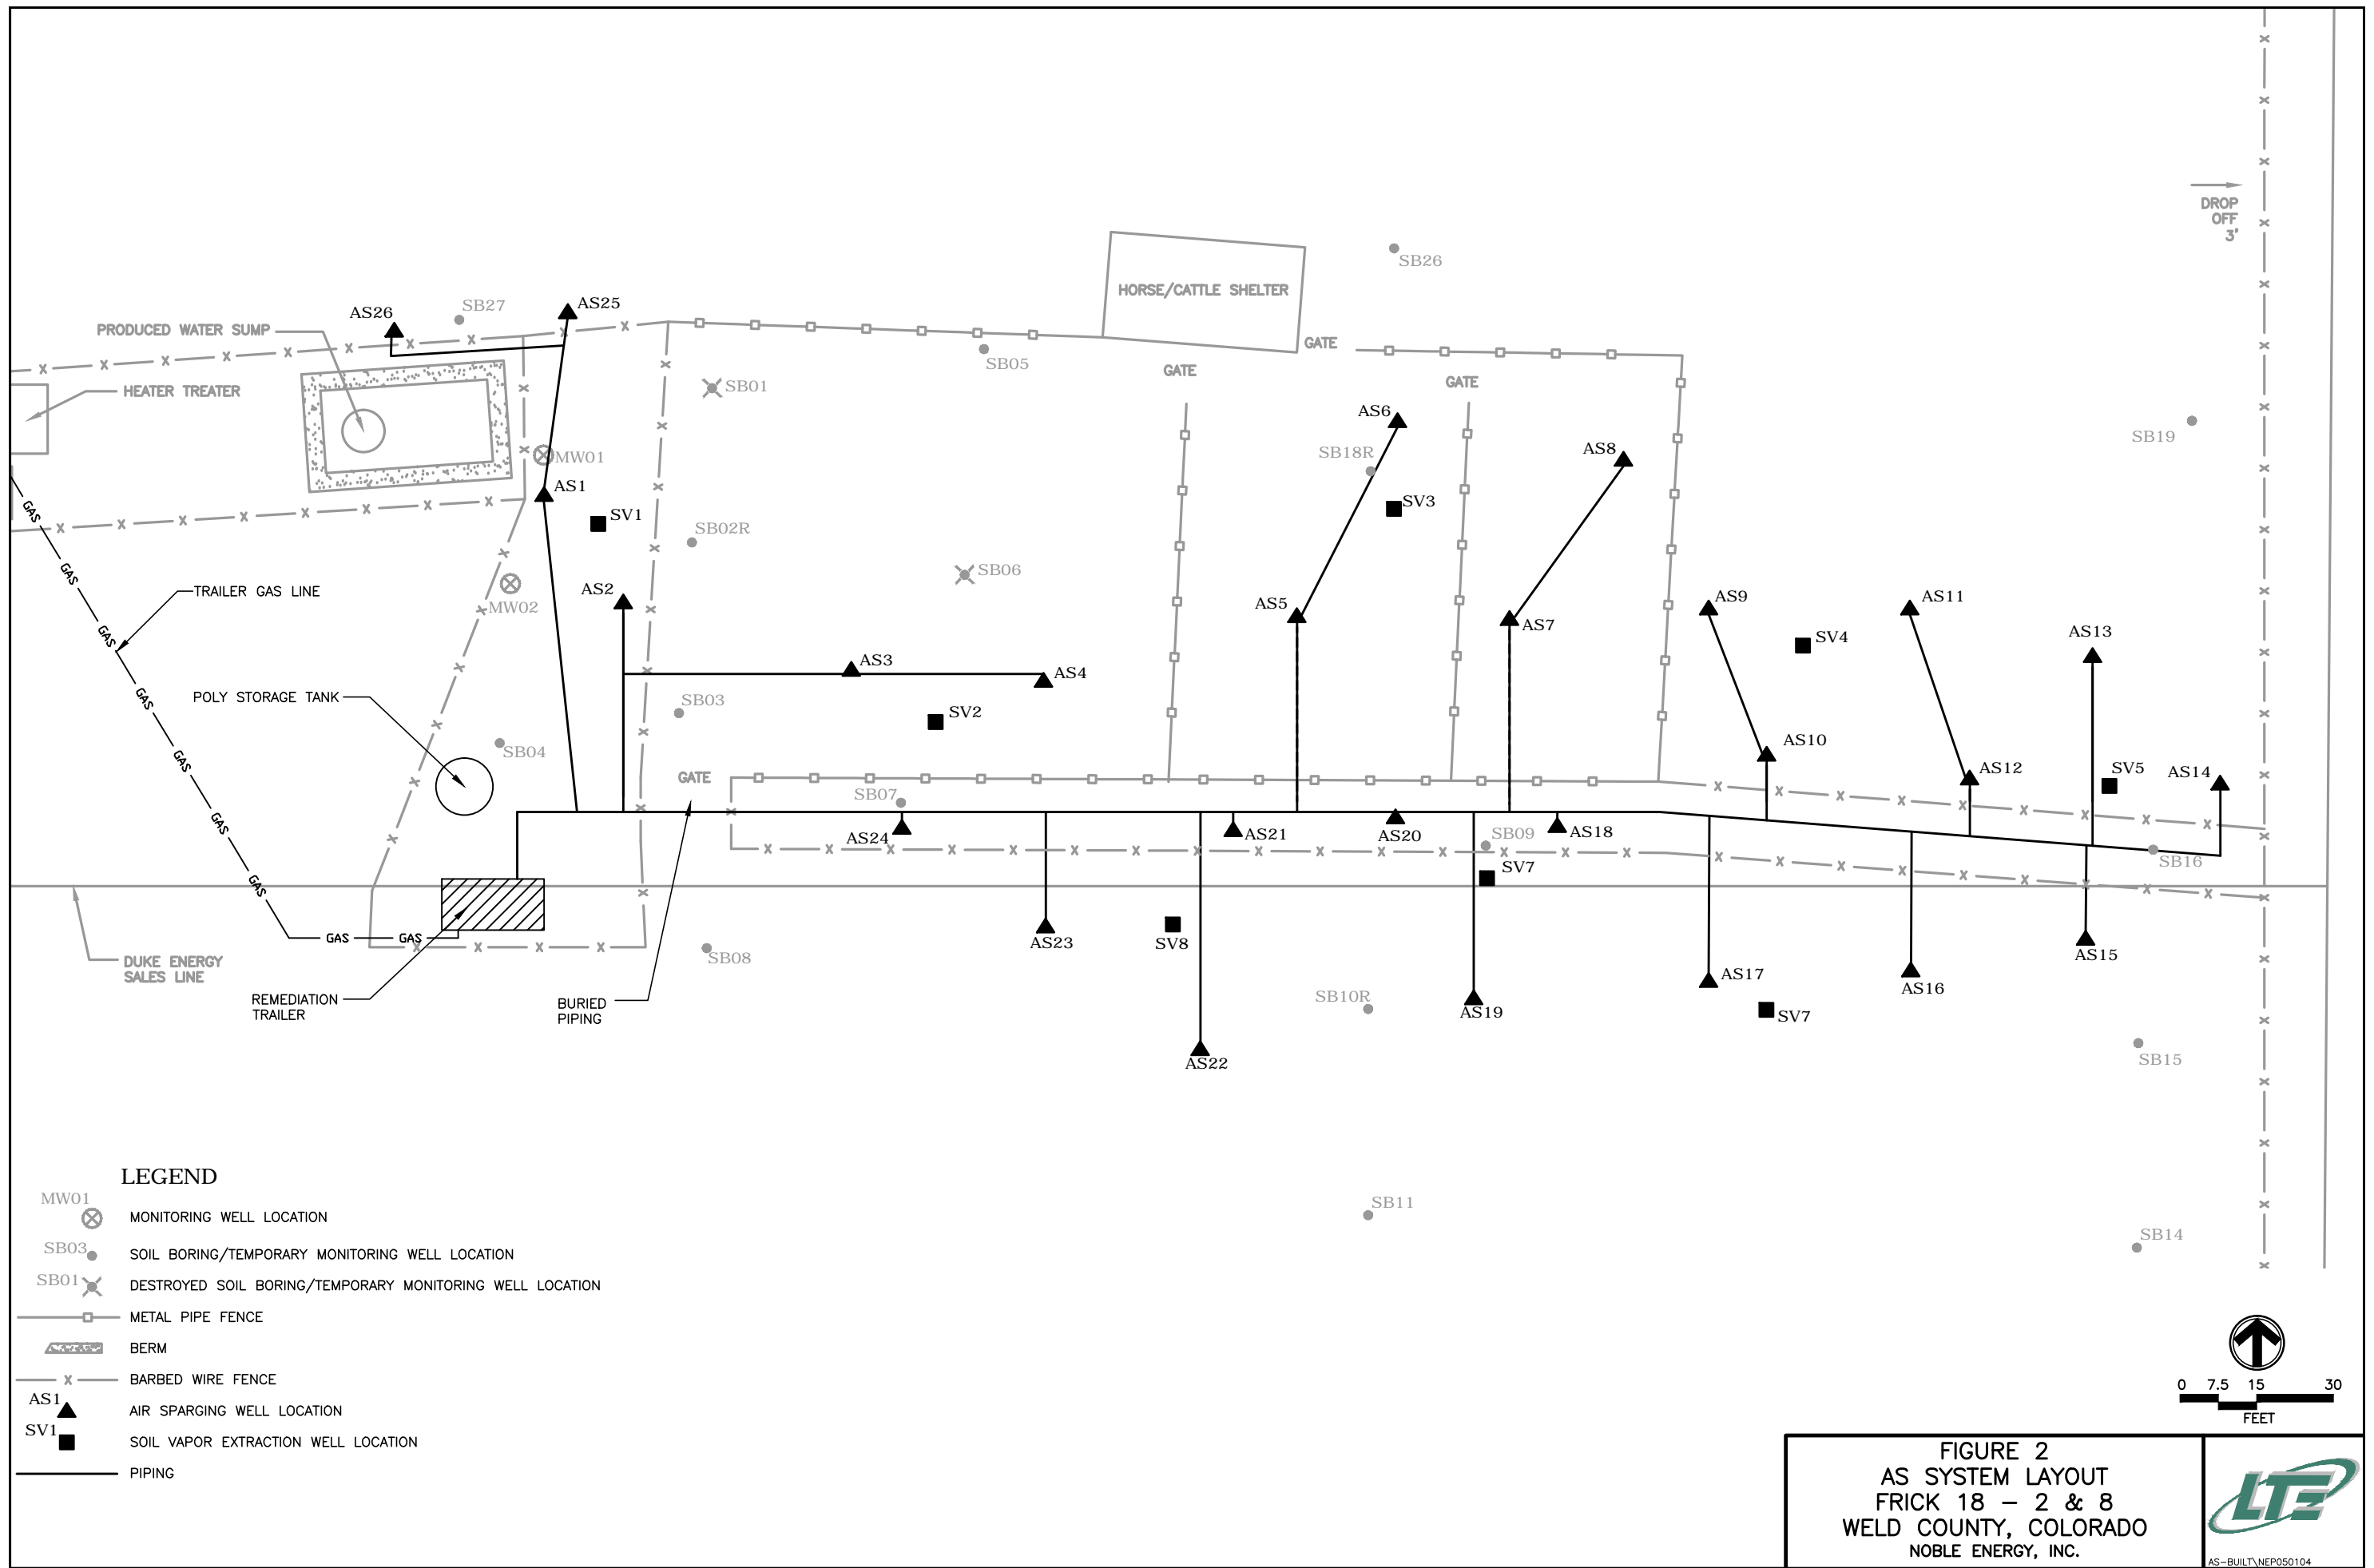 DROP
OFF
3'
SB26
HORSE/CATTLE SHELTER
AS25
SB27
AS26
PRODUCED WATER SUMP
GATE
SB05
GATE
GATE
HEATER TREATER
SB01
AS6
SB19
SB18R
AS8
MW01
AS1
SV3
SV1
GAS
SB02R
SB06
GAS
TRAILER GAS LINE
AS2
MW02
AS5
AS7
AS9
AS11
GAS
SV4
AS13
AS3
AS4
GAS
POLY STORAGE TANK
SB03
SV2
SB04
AS10
GAS
GATE
AS12
SV5
AS14
SB07
GAS
AS24
AS21
AS20
SB09
AS18
SB16
SV7
GAS
GAS
GAS
AS23
SV8
SB08
DUKE ENERGY
SALES LINE
AS15
AS17
AS16
REMEDIATION
TRAILER
BURIED
PIPING
SB10R
AS19
SV7
AS22
SB15
SB11
SB14
LEGEND
MW01
MONITORING WELL LOCATION
SB03
SOIL BORING/TEMPORARY MONITORING WELL LOCATION
SB01
DESTROYED SOIL BORING/TEMPORARY MONITORING WELL LOCATION
METAL PIPE FENCE
BERM
X
BARBED WIRE FENCE
AS1
AIR SPARGING WELL LOCATION
SV1
SOIL VAPOR EXTRACTION WELL LOCATION
PIPING
0 7.5 15 30
FEET
FIGURE 2
AS SYSTEM LAYOUT
FRICK 18 – 2 & 8
WELD COUNTY, COLORADO
NOBLE ENERGY, INC.
LTE
AS-BUILT\NEP050104